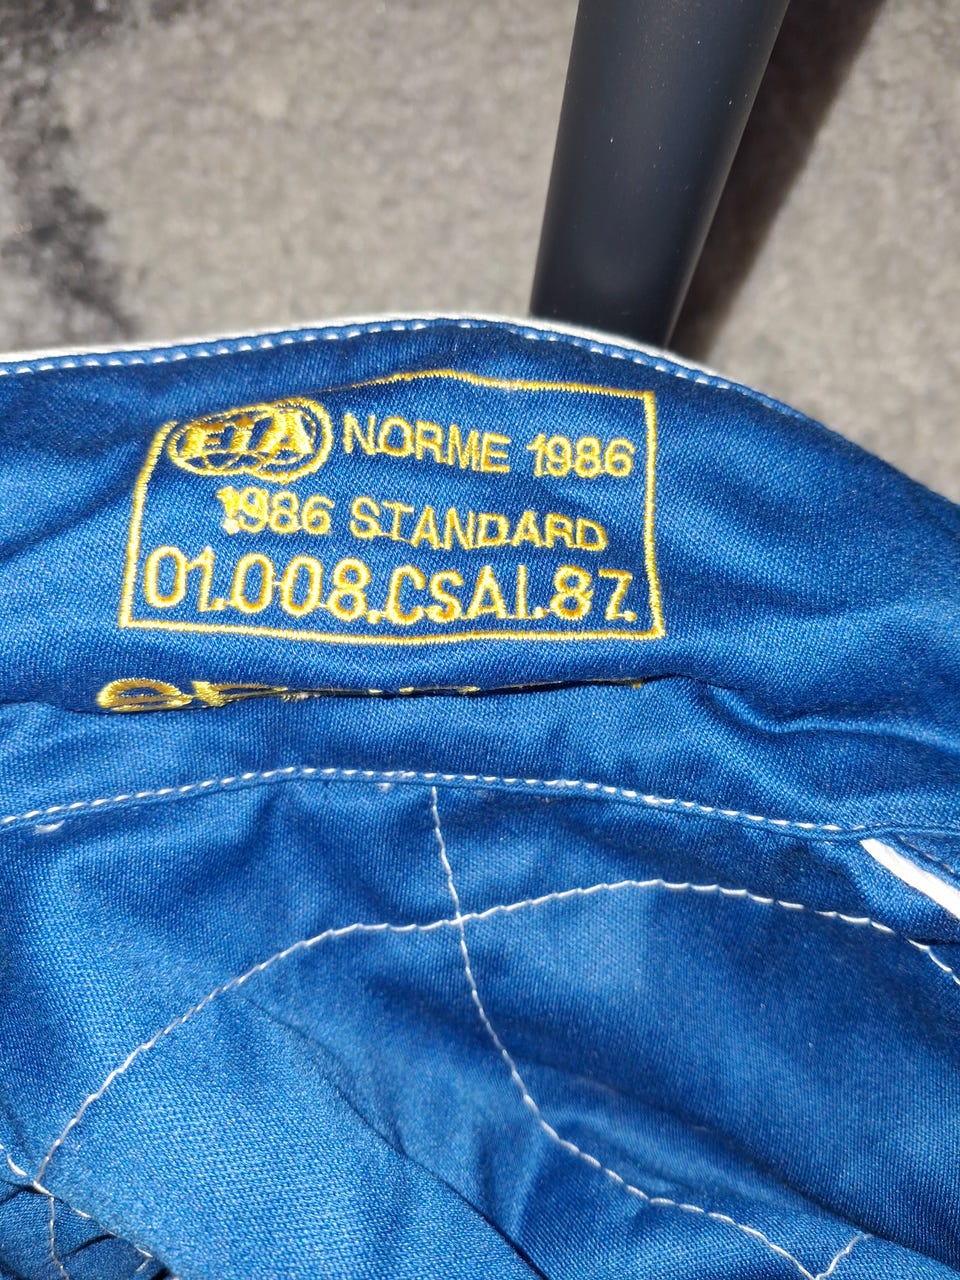 FIA NORME 1986
1986 STANDARD
01.008.CSAI.87.